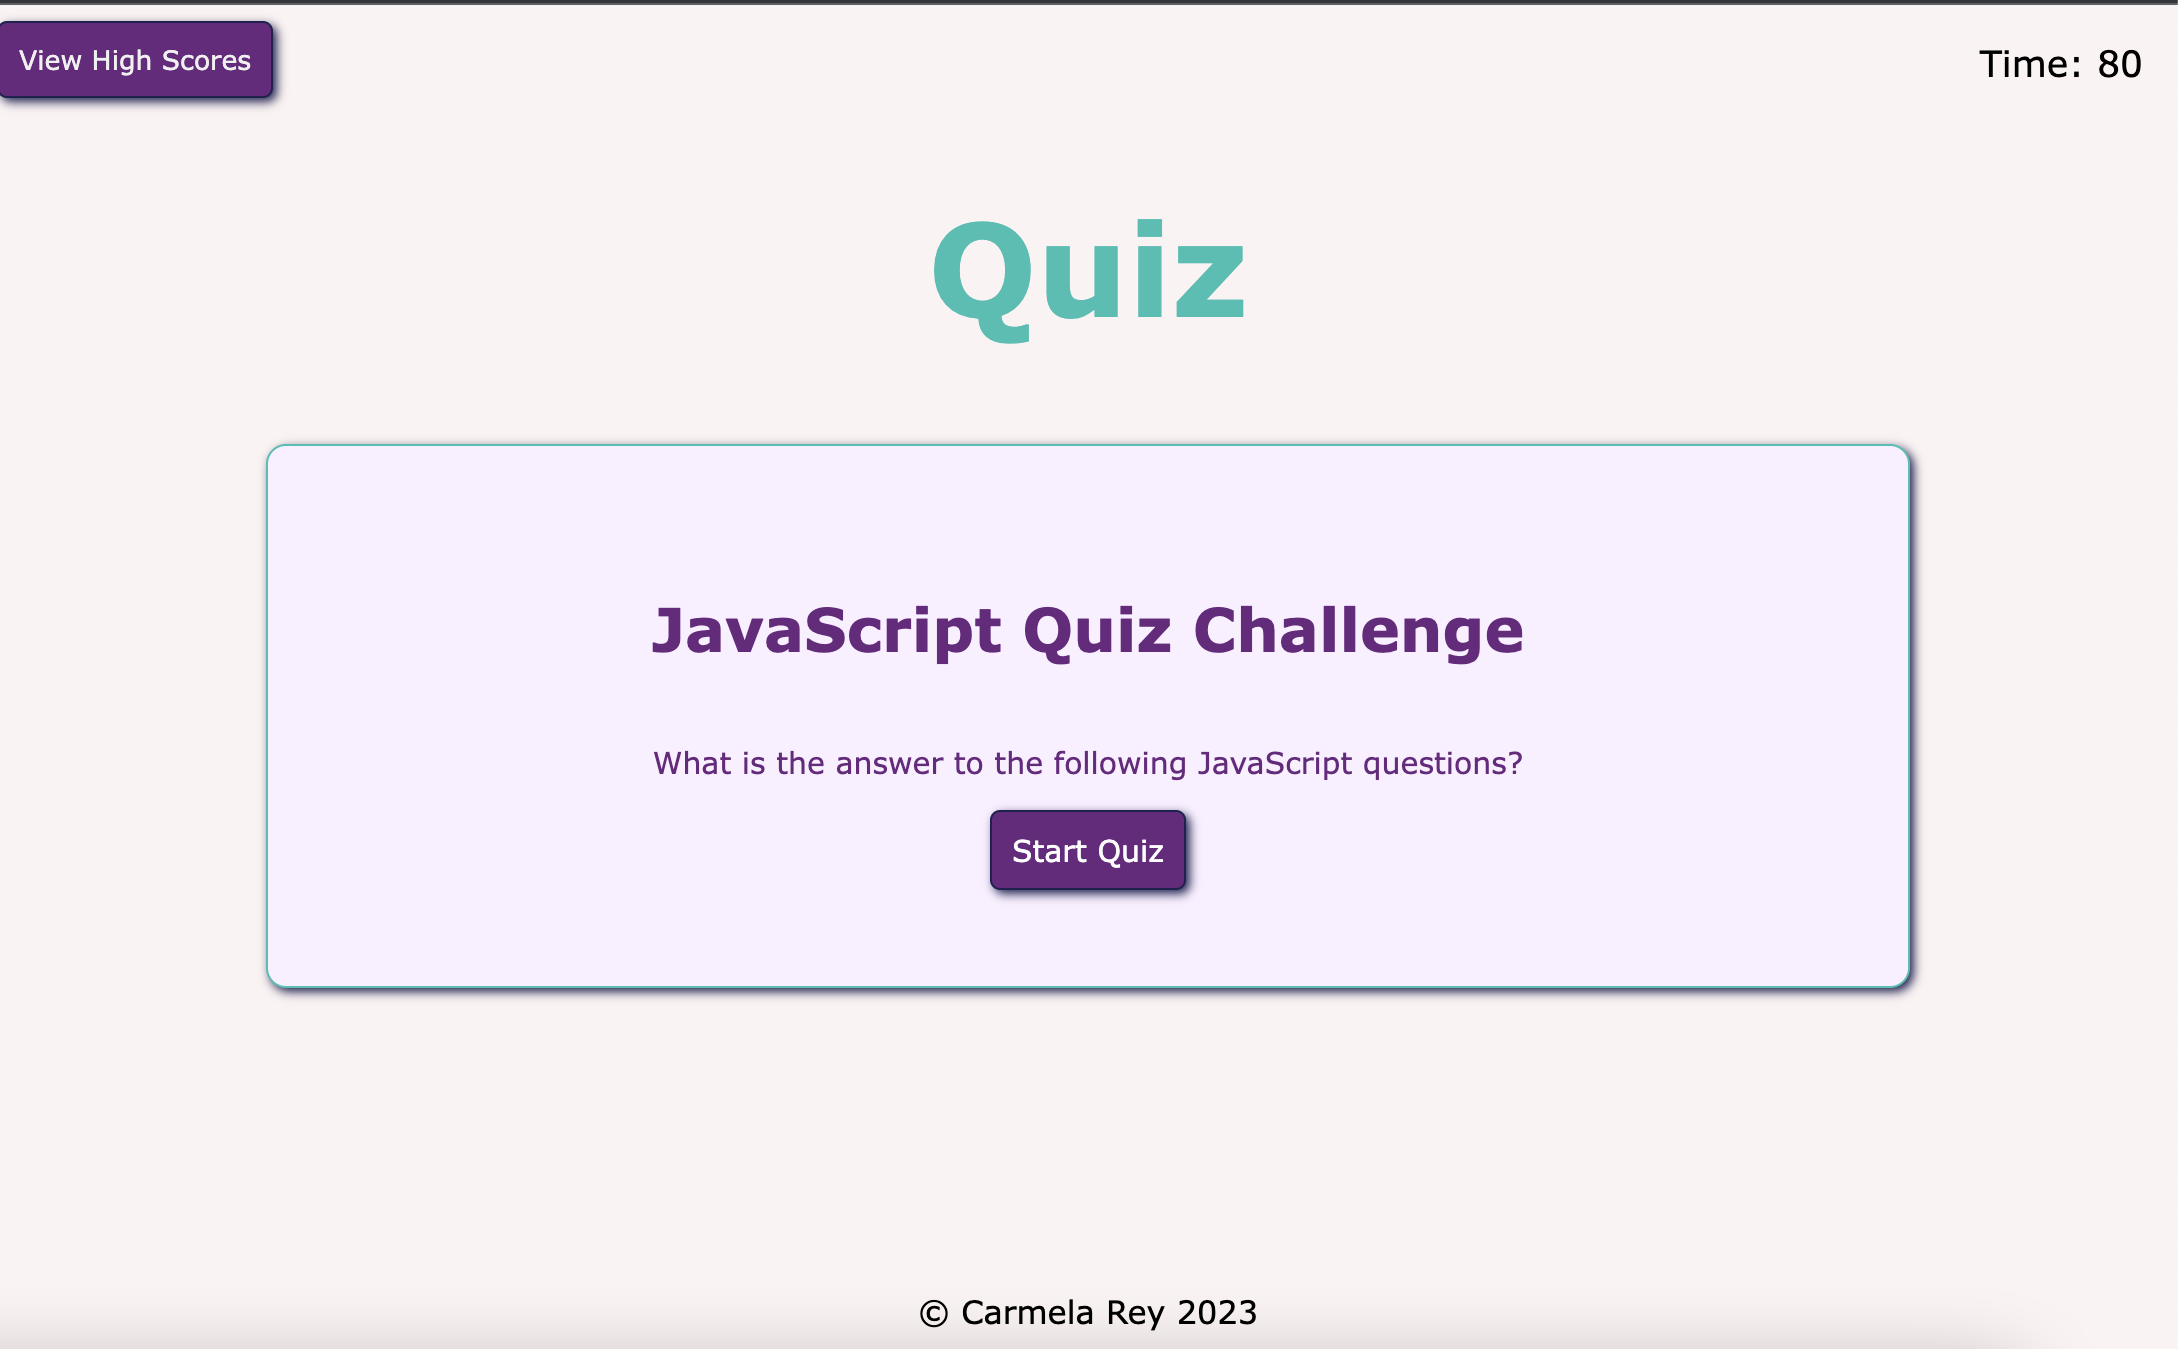 View High Scores
Time: 80
Quiz
JavaScript Quiz Challenge
What is the answer to the following JavaScript questions?
Start Quiz
© Carmela Rey 2023